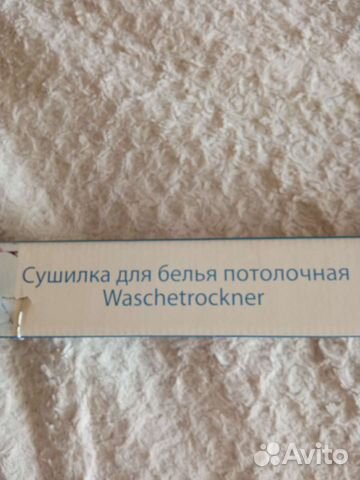 Сушилка для белья потолочная
Waschetrockner
Avito